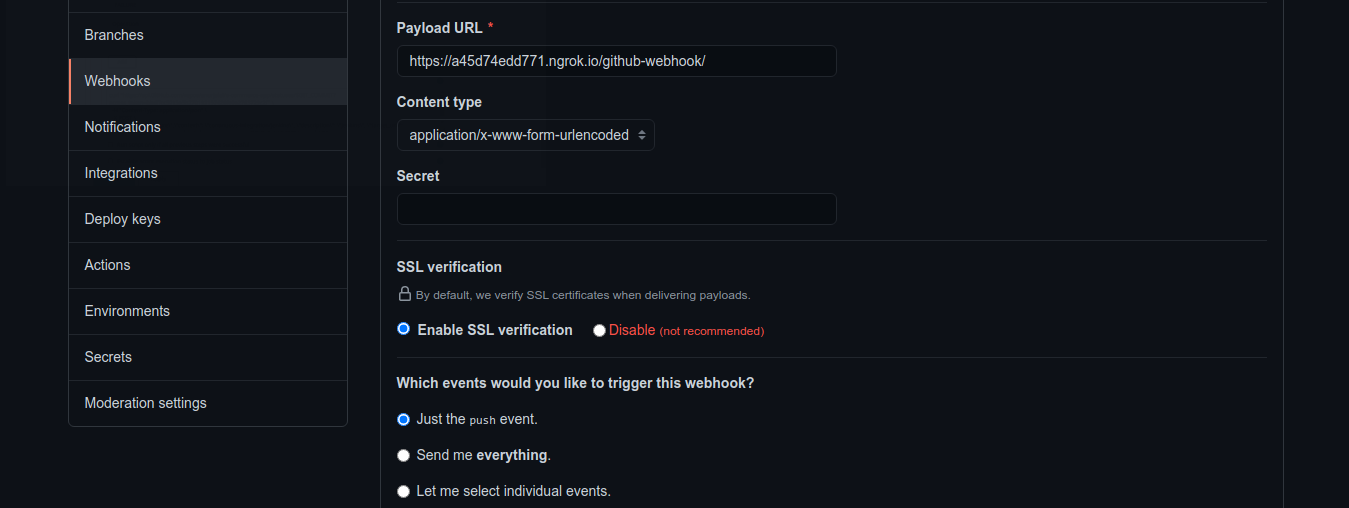 Branches
Webhooks
Notifications
Integrations
Deploy keys
Actions
Environments
Secrets
Moderation settings
Payload URL *
https://a45d74edd771.ngrok.io/github-webhook/
Content type
application/x-www-form-urlencoded
Secret
SSL verification
By default, we verify SSL certificates when delivering payloads.
Enable SSL verification Disable (not recommended)
Which events would you like to trigger this webhook?
Just the push event.
Send me everything.
Let me select individual events.